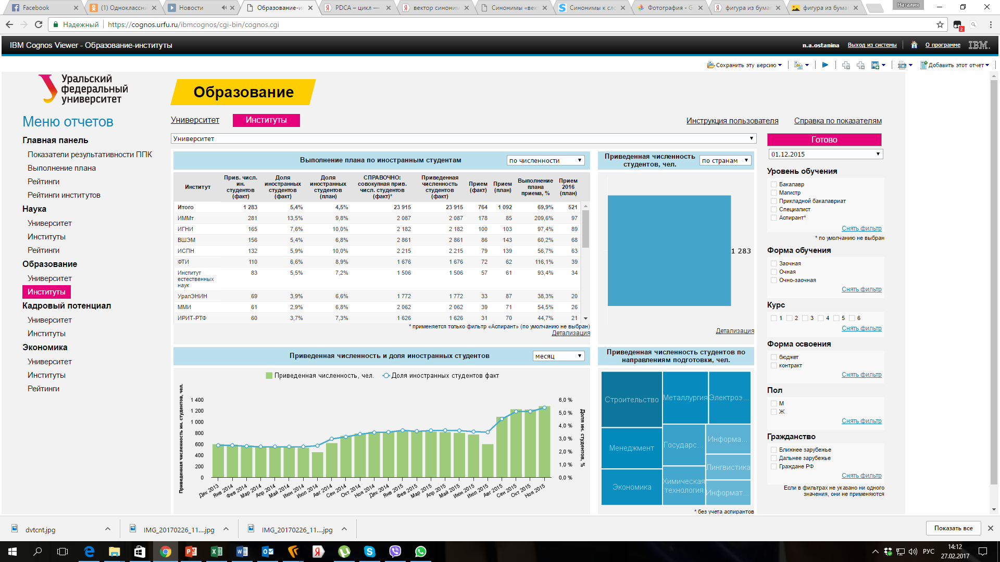 Наталия
Facebook
(1) Одноклассни
Новости
Образование-и
PDCA – цикл —
вектор синоним
Синонимы «век
Синонимы к сло
Фотография - G
фигура из бума
фигура из бума
Надежный
https://cognos.urfu.ru/ibmcognos/cgi-bin/cognos.cgi
2
IBM Cognos Viewer - Образование-институты
n.a.ostanina
Выход из системы
О программе
IBM.
Сохранить эту версию
Добавить этот отчет
Уральский
федеральный
университет
Образование
Меню отчетов
Главная панель
Показатели результативности ППК
Выполнение плана
Рейтинги
Рейтинги институтов
Наука
Университет
Институты
Рейтинги
Образование
Университет
Институты
Кадровый потенциал
Университет
Институты
Экономика
Университет
Институты
Рейтинги
Университет
Институты
Инструкция пользователя
Справка по показателям
Университет
Выполнение плана по иностранным студентам
по численности
Институт
Прив. числ. ин. студентов (факт)
Доля иностранных студентов (факт)
Доля иностранных студентов (план)
СПРАВОЧНО: совокупная прив. числ. студентов (факт)*
Приведенная численность студентов (факт)
Прием (факт)
Прием (план)
Выполнение плана приема, %
Прием 2016 (план)
Итого 1 283 5,4% 4,5% 23 915 23 915 764 1 092 69,9% 521
ИММт 281 13,5% 9,8% 2 087 2 087 178 85 209,6% 97
ИГНИ 165 7,6% 10,0% 2 182 2 182 100 103 97,4% 89
ВШЭМ 156 5,4% 6,8% 2 861 2 861 86 143 60,2% 68
ИСПН 132 5,9% 10,0% 2 215 2 215 79 139 56,7% 63
ФТИ 110 6,6% 8,9% 1 676 1 676 72 62 116,1% 39
Институт естественных наук 83 5,5% 7,2% 1 506 1 506 57 61 93,4% 34
УралЭНИН 69 3,9% 6,6% 1 772 1 772 33 87 38,3% 20
ММИ 61 2,9% 6,8% 2 062 2 062 39 71 54,5% 26
ИРИТ-РТФ 60 3,7% 7,3% 1 626 1 626 31 70 44,7% 21
* применяется только фильтр «Аспирант» (по умолчанию не выбран)
Детализация
Приведенная численность
студентов, чел.
по странам
1 283
Детализация
Приведенная численность и доля иностранных студентов
месяц
Приведенная численность, чел.
Доля иностранных студентов факт
Приведенная численность ин. студентов, чел.
1 400
1 200
1 000
800
600
400
200
0
6,0 %
5,0 %
4,0 %
3,0 %
2,0 %
1,0 %
0,0 %
Доля ин. студентов, %
Дек 2013
Янв 2014
Фев 2014
Мар 2014
Апр 2014
Май 2014
Июн 2014
Июл 2014
Авг 2014
Сен 2014
Окт 2014
Ноя 2014
Дек 2014
Янв 2015
Фев 2015
Мар 2015
Апр 2015
Май 2015
Июн 2015
Июл 2015
Авг 2015
Сен 2015
Окт 2015
Ноя 2015
Приведенная численность студентов по
направлениям подготовки, чел.
Строительство
Металлургия
Электроэ...
Менеджмент
Государс...
Информа...
Лингвистика
Экономика
Химическая
технология
Информат...
* без учета аспирантов
Готово
01.12.2015
Уровень обучения
Бакалавр
Магистр
Прикладной бакалавриат
Специалист
Аспирант*
Снять фильтр
* по умолчанию не выбран
Форма обучения
Заочная
Очная
Очно-заочная
Снять фильтр
Курс
1 2 3 4 5 6
Снять фильтр
Форма освоения
бюджет
контракт
Снять фильтр
Пол
М
Ж
Снять фильтр
Гражданство
Ближнее зарубежье
Дальнее зарубежье
Граждане РФ
Снять фильтр
Если в фильтрах не указано ни одного
значения, они не применяются
dvtcnt.jpg
IMG_20170226_11....jpg
IMG_20170226_11....jpg
Показать все
РУС
14:12
27.02.2017